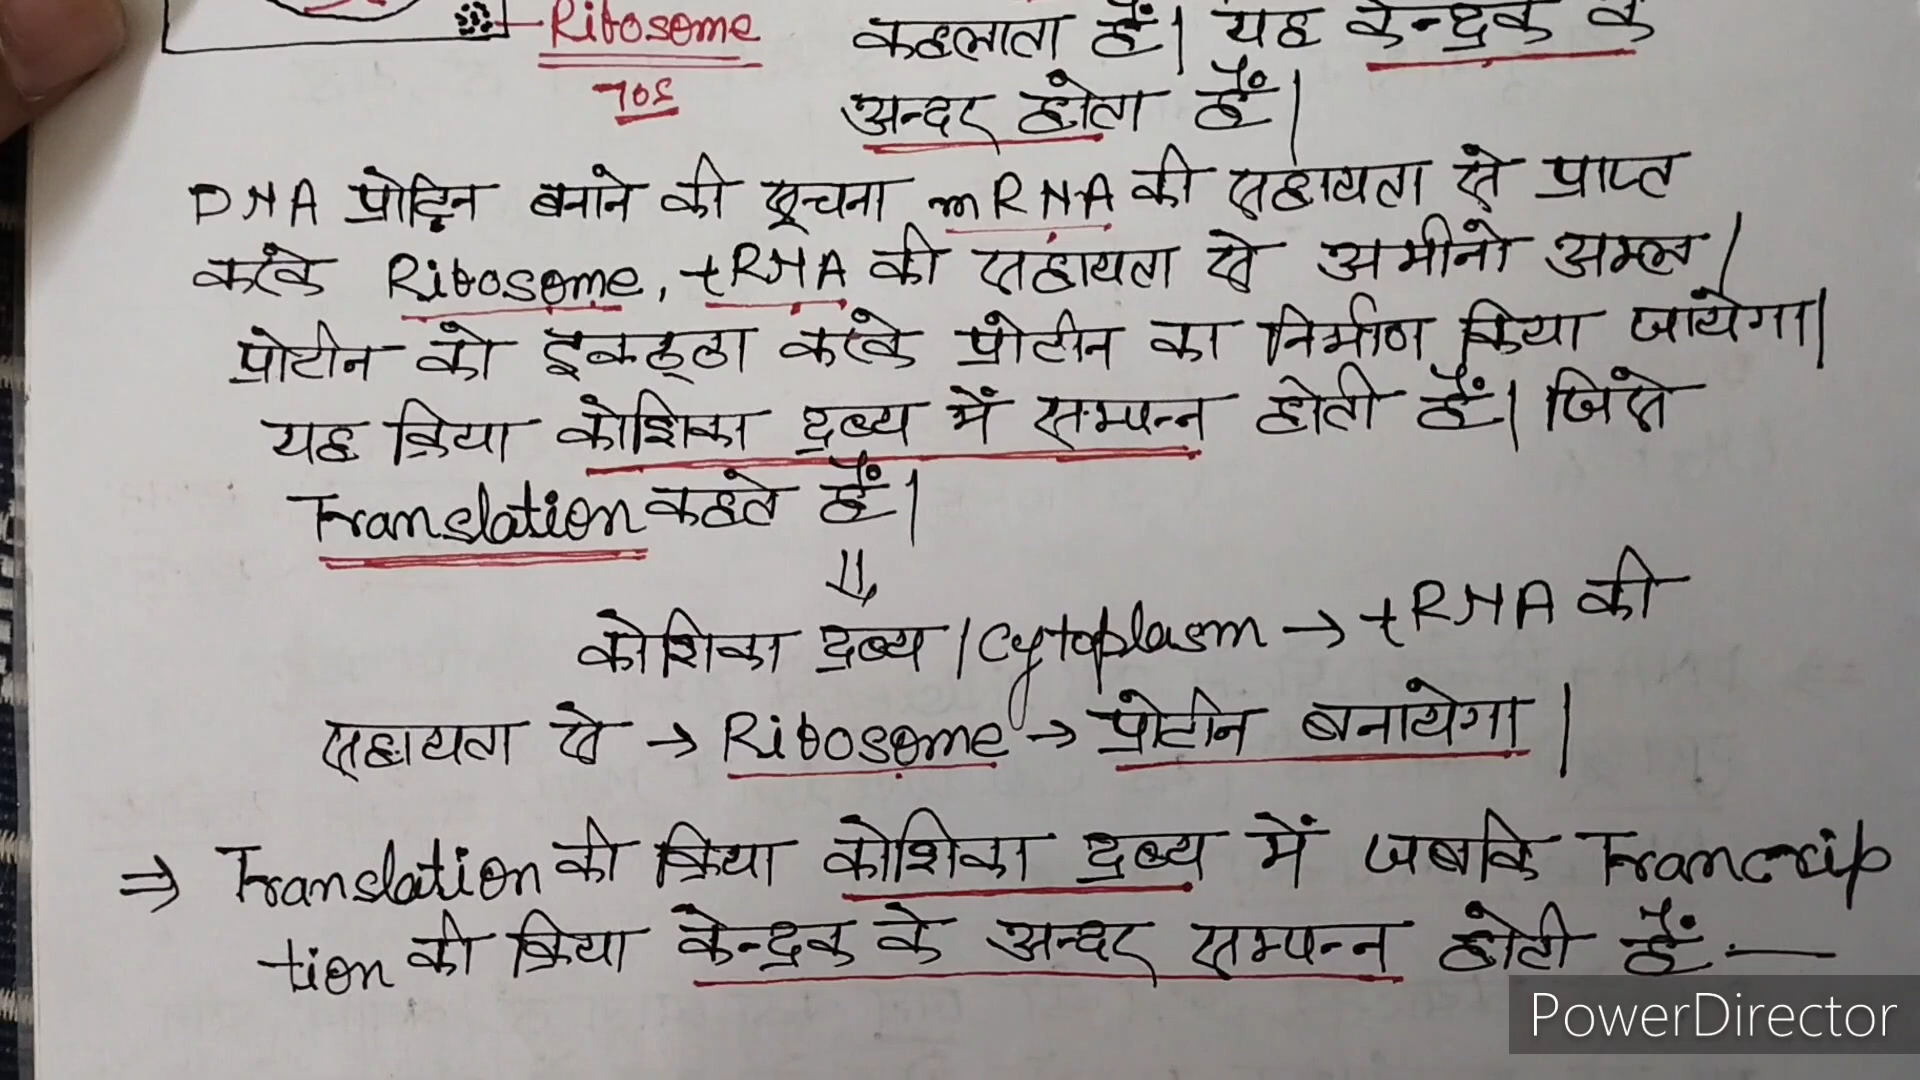 Ribosome
70s
कहलाता हैं। यह केन्द्रक के
अन्दर होता हैं।
DNA प्रोटिन बनाने की सूचना mRNA की सहायता से प्राप्त
करके Ribosome, tRNA की सहायता से अमीनो अम्ल/
प्रोटीन को इकठ्ठा करके प्रोटीन का निर्माण किया जायेगा।
यह क्रिया कोशिका द्रव्य में सम्पन्न होती हैं। जिसे
Translation कहते हैं।
⇓
कोशिका द्रव्य / Cytoplasm → tRNA की
सहायता से → Ribosome → प्रोटीन बनायेगा।
⇒ Translation की क्रिया कोशिका द्रव्य में जबकि Trancrip
tion की क्रिया केन्द्रक के अन्दर सम्पन्न होती हैं:—
PowerDirector